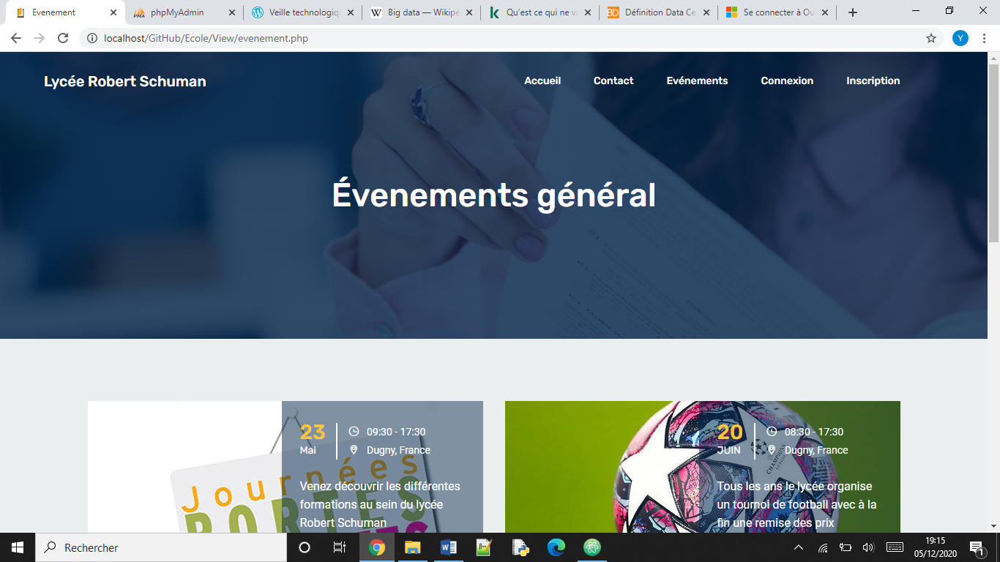 Evenement
phpMyAdmin
Veille technologiqu
Big data — Wikipé
Qu'est ce qui ne va
Définition Data Ce
Se connecter à Ou
localhost/GitHub/Ecole/View/evenement.php
Y
Lycée Robert Schuman
Accueil
Contact
Evénements
Connexion
Inscription
Évenements général
23
Mai
09:30 - 17:30
Dugny, France
Venez découvrir les différentes
formations au sein du lycée
Robert Schuman
Journées
PORTES
20
JUIN
08:30 - 17:30
Dugny, France
Tous les ans le lycée organise
un tournoi de football avec à la
fin une remise des prix
CHAMPIONS
LEAGUE
Rechercher
19:15
05/12/2020
1